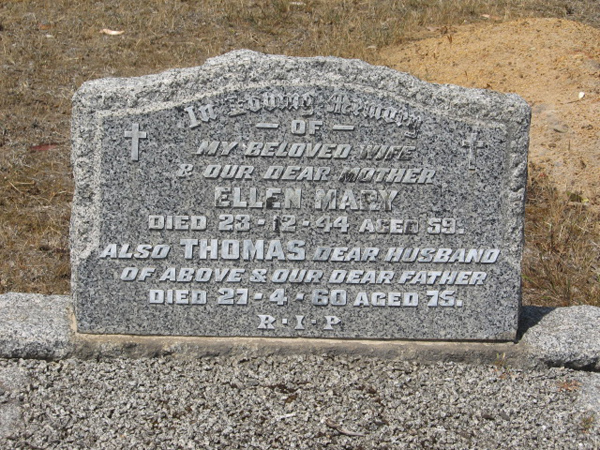 In Loving Memory
— OF —
MY BELOVED WIFE
& OUR DEAR MOTHER
ELLEN MARY
DIED 23-12-44 AGED 59.
ALSO THOMAS DEAR HUSBAND
OF ABOVE & OUR DEAR FATHER
DIED 27-4-60 AGED 75.
R·I·P